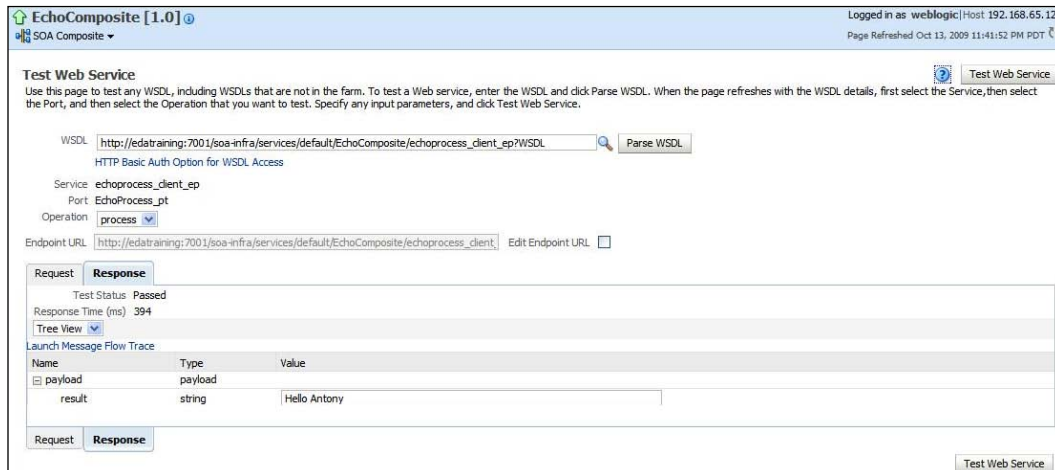 EchoComposite [1.0]
Logged in as weblogic|Host 192.168.65.12
SOA Composite
Page Refreshed Oct 13, 2009 11:41:52 PM PDT
Test Web Service
Test Web Service
Use this page to test any WSDL, including WSDLs that are not in the farm. To test a Web service, enter the WSDL and click Parse WSDL. When the page refreshes with the WSDL details, first select the Service,then select
the Port, and then select the Operation that you want to test. Specify any input parameters, and click Test Web Service.
WSDL http://edatraining:7001/soa-infra/services/default/EchoComposite/echoprocess_client_ep?WSDL Parse WSDL
HTTP Basic Auth Option for WSDL Access
Service echoprocess_client_ep
Port EchoProcess_pt
Operation process
Endpoint URL http://edatraining:7001/soa-infra/services/default/EchoComposite/echoprocess_client_ Edit Endpoint URL
Request Response
Test Status Passed
Response Time (ms) 394
Tree View
Launch Message Flow Trace
Name Type Value
payload payload
result string Hello Antony
Request Response
Test Web Service